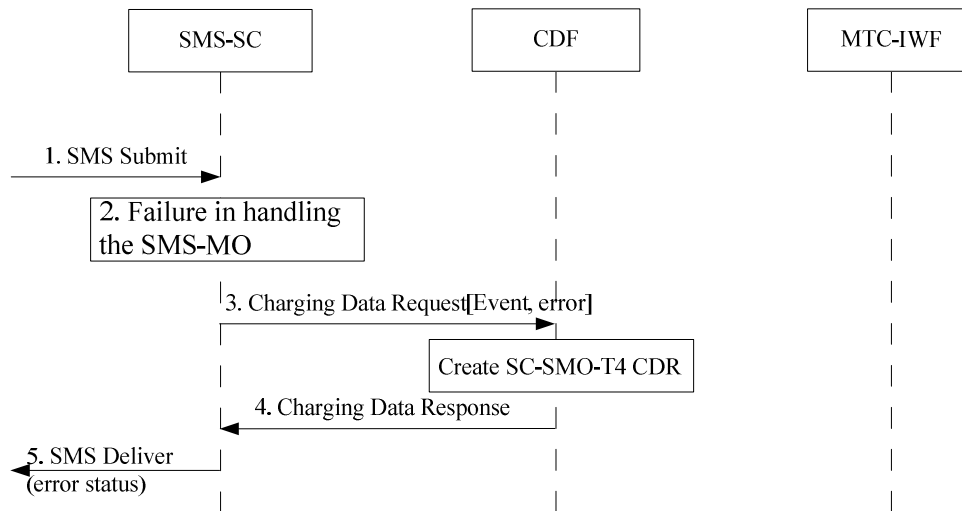 SMS-SC
CDF
MTC-IWF
1. SMS Submit
2. Failure in handling
the SMS-MO
3. Charging Data Request[Event, error]
Create SC-SMO-T4 CDR
4. Charging Data Response
5. SMS Deliver
(error status)